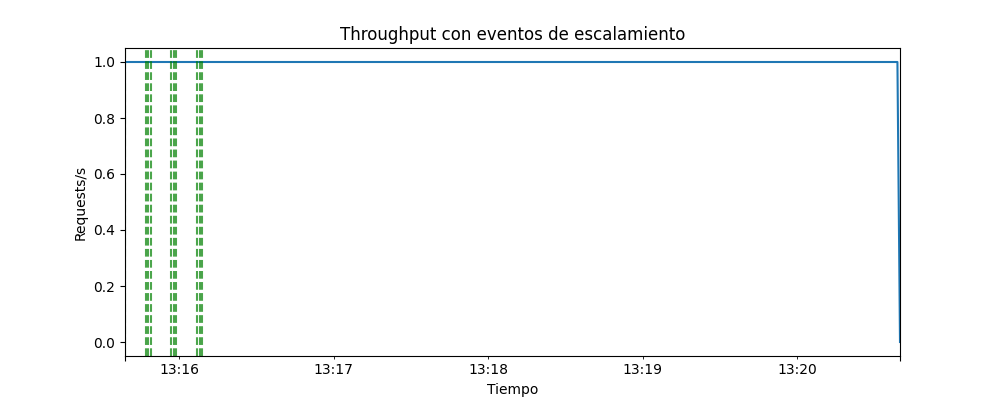 Throughput con eventos de escalamiento
Requests/s
1.0
0.8
0.6
0.4
0.2
0.0
13:16 13:17 13:18 13:19 13:20
Tiempo